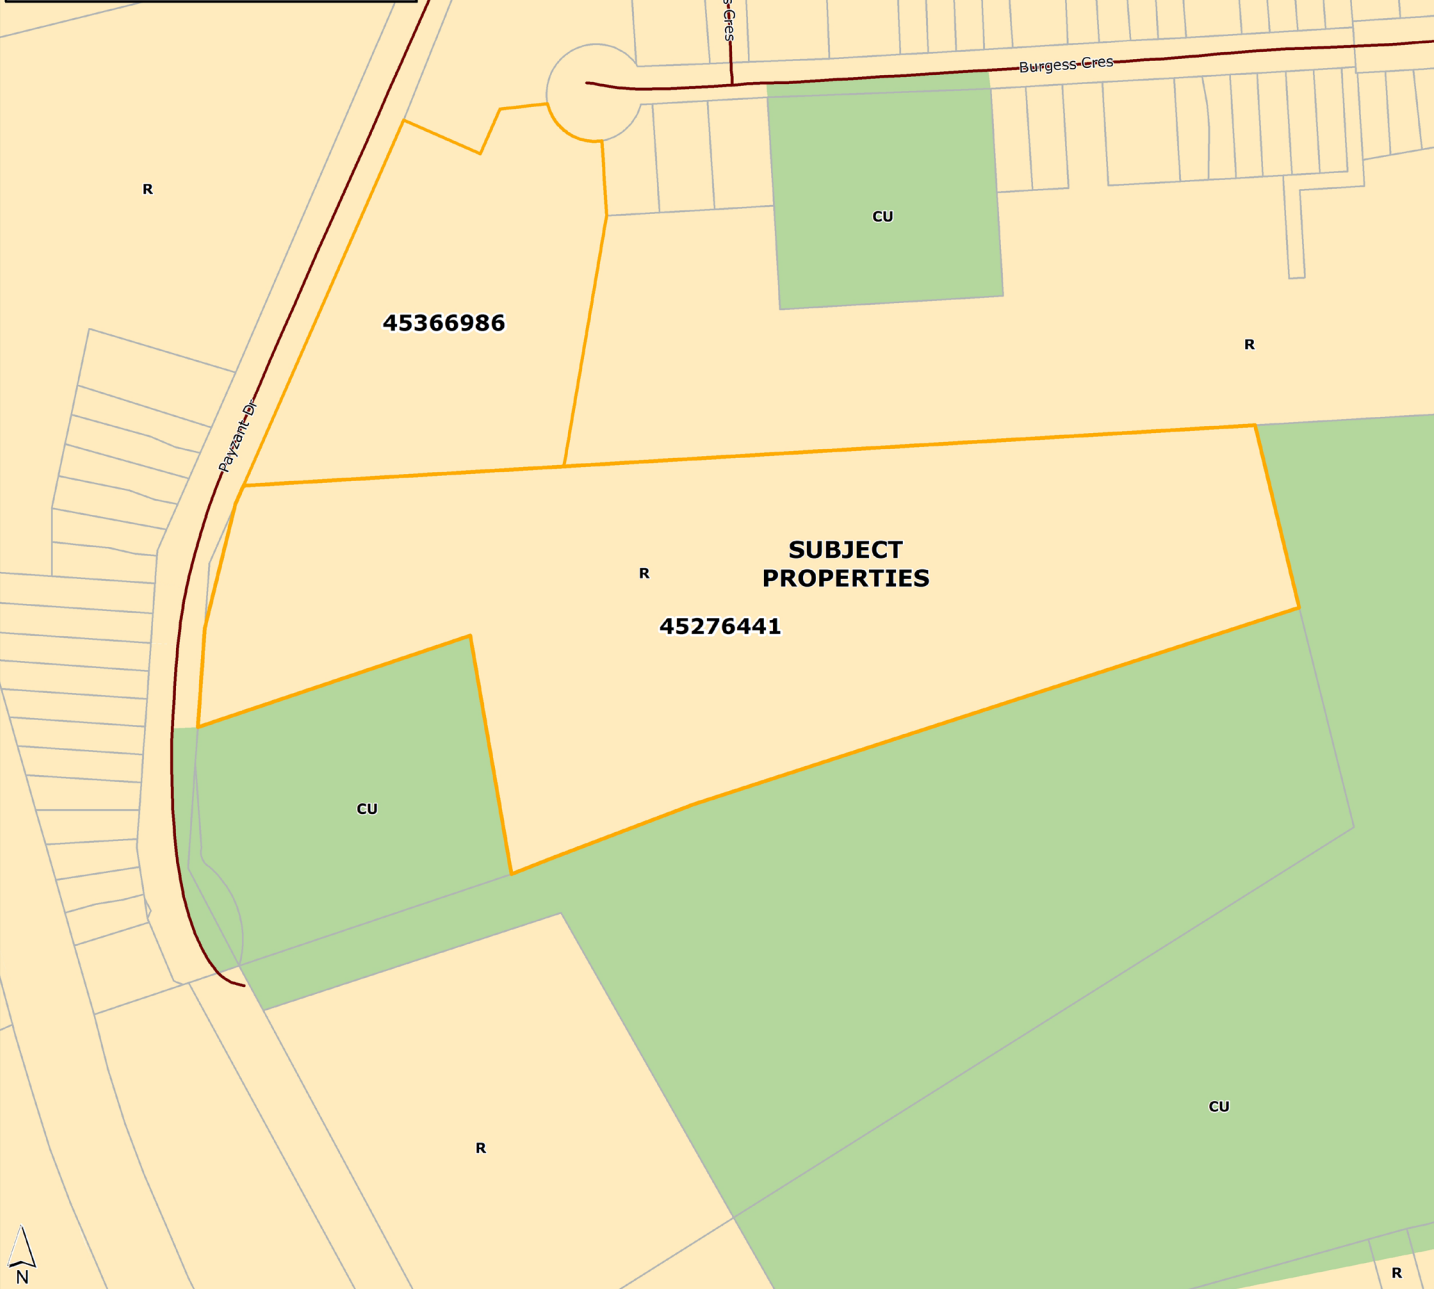 s Cres
Burgess Cres
R
CU
45366986
R
Payzant Dr
SUBJECT
PROPERTIES
R
45276441
CU
CU
R
N
R